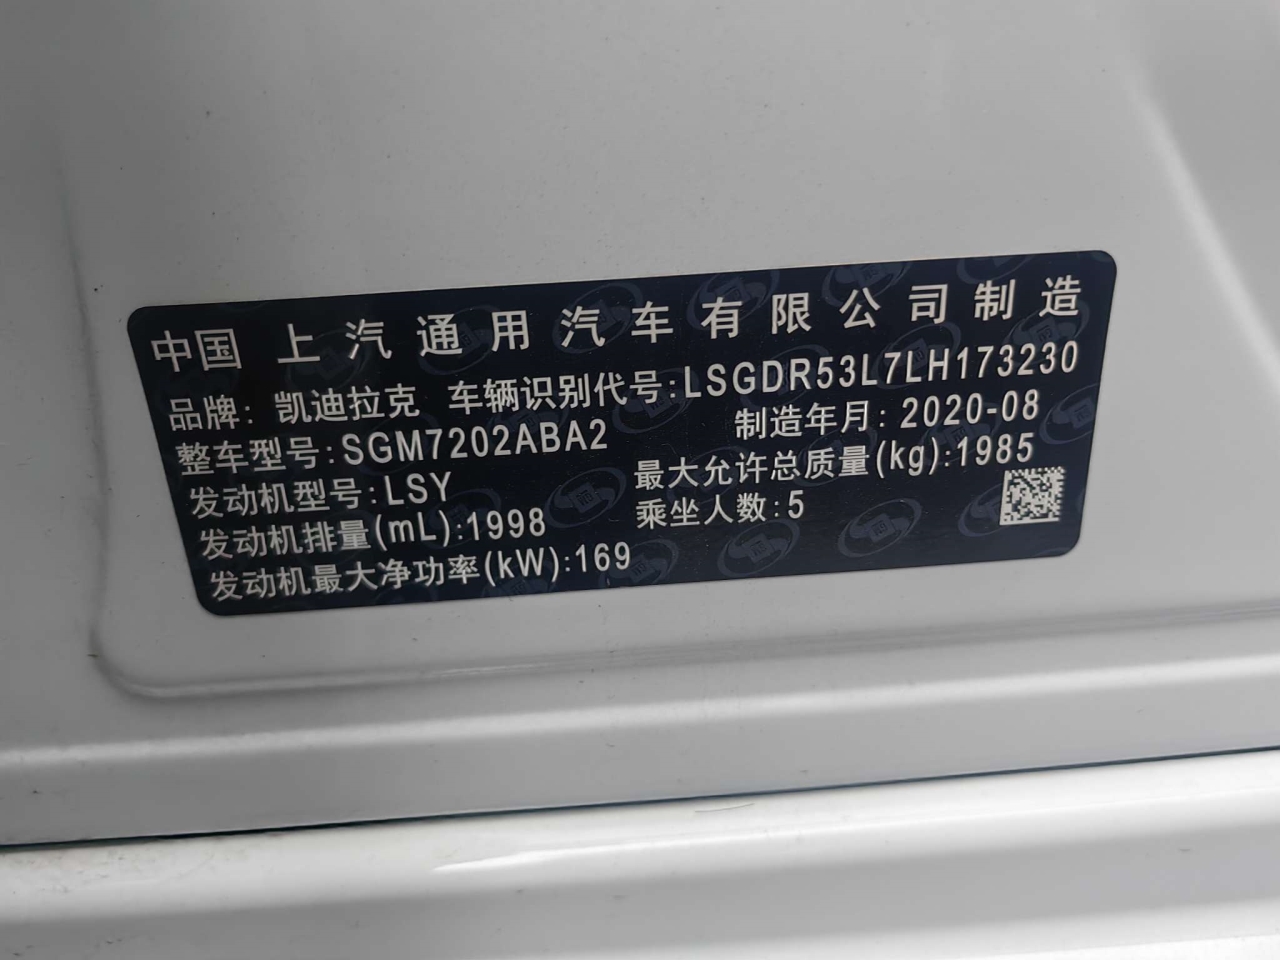 中国 上汽通用汽车有限公司制造
品牌: 凯迪拉克 车辆识别代号:LSGDR53L7LH173230
整车型号:SGM7202ABA2 制造年月: 2020-08
发动机型号:LSY 最大允许总质量(kg):1985
发动机排量(mL):1998 乘坐人数:5
发动机最大净功率(kW):169